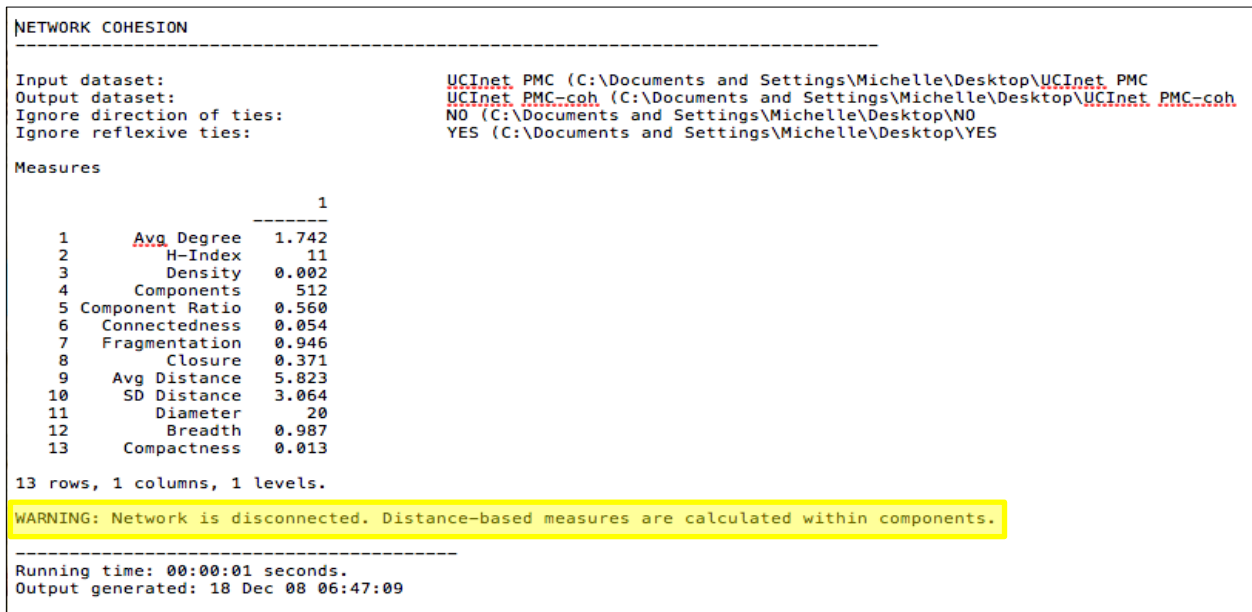 NETWORK COHESION
--------------------------------------------------------------------------------
Input dataset: UCInet PMC (C:\Documents and Settings\Michelle\Desktop\UCInet PMC
Output dataset: UCInet PMC-coh (C:\Documents and Settings\Michelle\Desktop\UCInet PMC-coh
Ignore direction of ties: NO (C:\Documents and Settings\Michelle\Desktop\NO
Ignore reflexive ties: YES (C:\Documents and Settings\Michelle\Desktop\YES
Measures
1
-------
1 Avg Degree 1.742
2 H-Index 11
3 Density 0.002
4 Components 512
5 Component Ratio 0.560
6 Connectedness 0.054
7 Fragmentation 0.946
8 Closure 0.371
9 Avg Distance 5.823
10 SD Distance 3.064
11 Diameter 20
12 Breadth 0.987
13 Compactness 0.013
13 rows, 1 columns, 1 levels.
WARNING: Network is disconnected. Distance-based measures are calculated within components.
-----------------------------------------
Running time: 00:00:01 seconds.
Output generated: 18 Dec 08 06:47:09